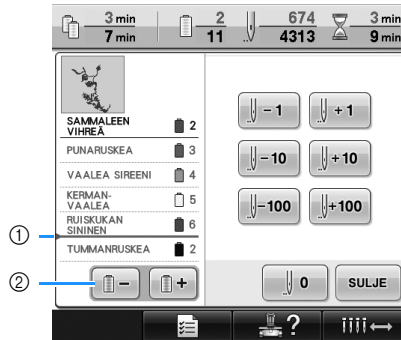 3 min
7 min
2
11
674
4313
3 min
9 min
SAMMALEEN
VIHREÄ
2
PUNARUSKEA 3
VAALEA SIREENI 4
KERMAN-
VAALEA
5
RUISKUKAN
SININEN
6
TUMMANRUSKEA 2
①
②
−
+
−1
+1
−10
+10
−100
+100
0
SULJE
?